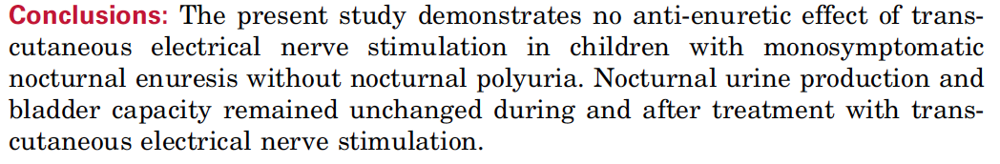 Conclusions: The present study demonstrates no anti-enuretic effect of trans-
cutaneous electrical nerve stimulation in children with monosymptomatic
nocturnal enuresis without nocturnal polyuria. Nocturnal urine production and
bladder capacity remained unchanged during and after treatment with trans-
cutaneous electrical nerve stimulation.